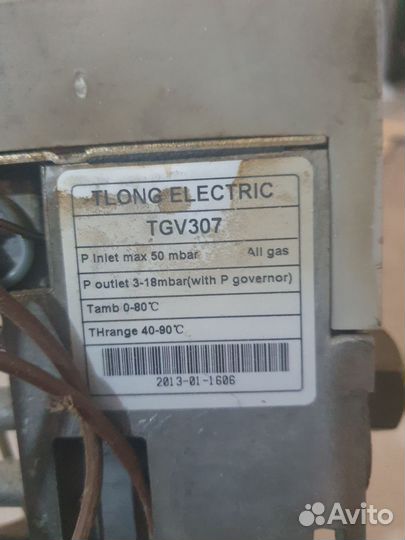 TLONG ELECTRIC
TGV307
P Inlet max 50 mbar All gas
P outlet 3-18mbar(with P governor)
Tamb 0-80℃
THrange 40-90℃
2013-01-1606
Avito